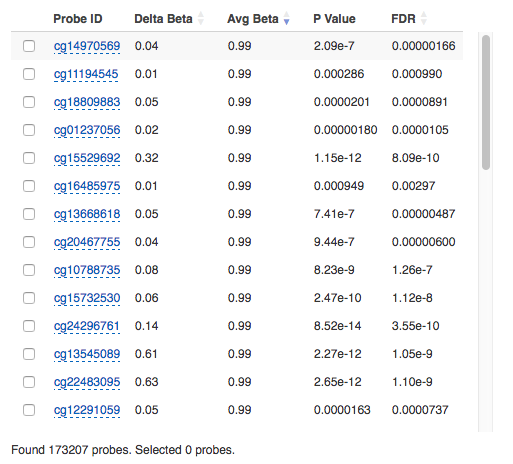 Probe ID Delta Beta Avg Beta P Value FDR
cg14970569 0.04 0.99 2.09e-7 0.00000166
cg11194545 0.01 0.99 0.000286 0.000990
cg18809883 0.05 0.99 0.0000201 0.0000891
cg01237056 0.02 0.99 0.00000180 0.0000105
cg15529692 0.32 0.99 1.15e-12 8.09e-10
cg16485975 0.01 0.99 0.000949 0.00297
cg13668618 0.05 0.99 7.41e-7 0.00000487
cg20467755 0.04 0.99 9.44e-7 0.00000600
cg10788735 0.08 0.99 8.23e-9 1.26e-7
cg15732530 0.06 0.99 2.47e-10 1.12e-8
cg24296761 0.14 0.99 8.52e-14 3.55e-10
cg13545089 0.61 0.99 2.27e-12 1.05e-9
cg22483095 0.63 0.99 2.65e-12 1.10e-9
cg12291059 0.05 0.99 0.0000163 0.0000737
Found 173207 probes. Selected 0 probes.